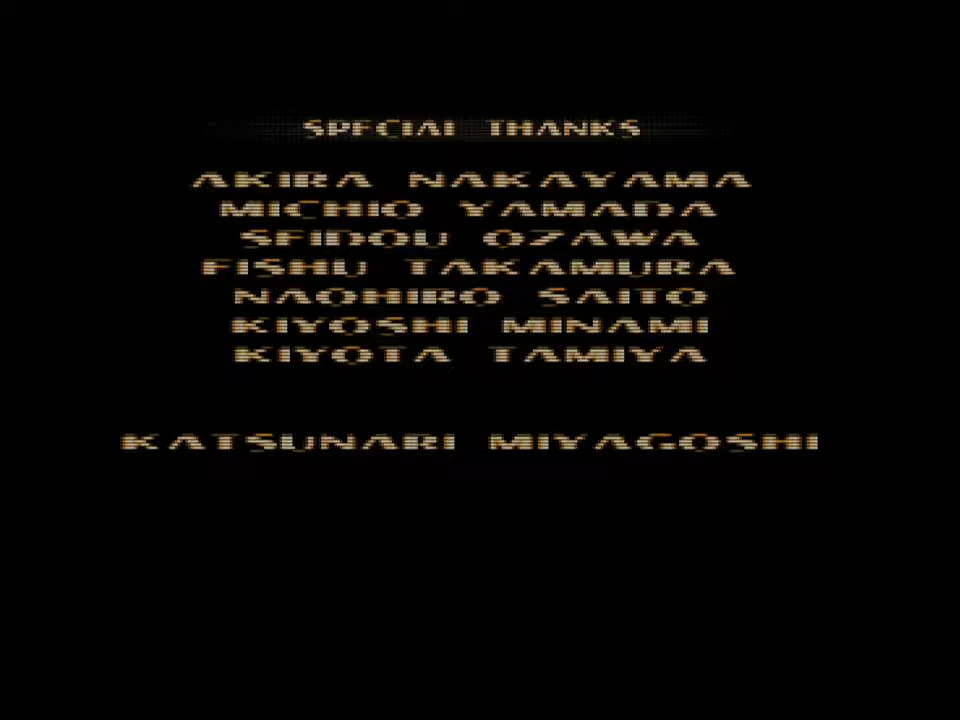 SPECIAL THANKS
AKIRA NAKAYAMA
MICHIO YAMADA
SEIDOU OZAWA
EISHU TAKAMURA
NAOHIRO SAITO
KIYOSHI MINAMI
KIYOTA TAMIYA
KATSUNARI MIYAGOSHI